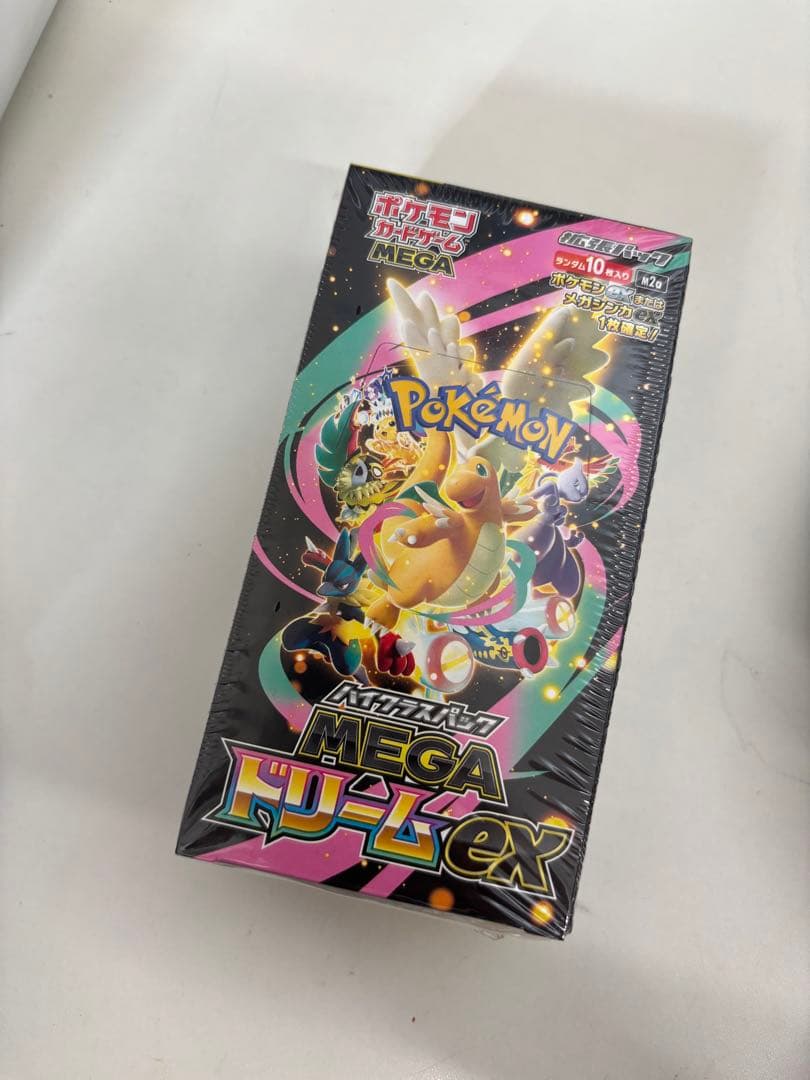 ポケモン
カードゲーム
MEGA
拡張パック
ランダム10枚入り
M2a
ポケモンexまたは
メガシンカex
1枚確定!
POKéMON
ハイクラスパック
MEGA
ドリームex